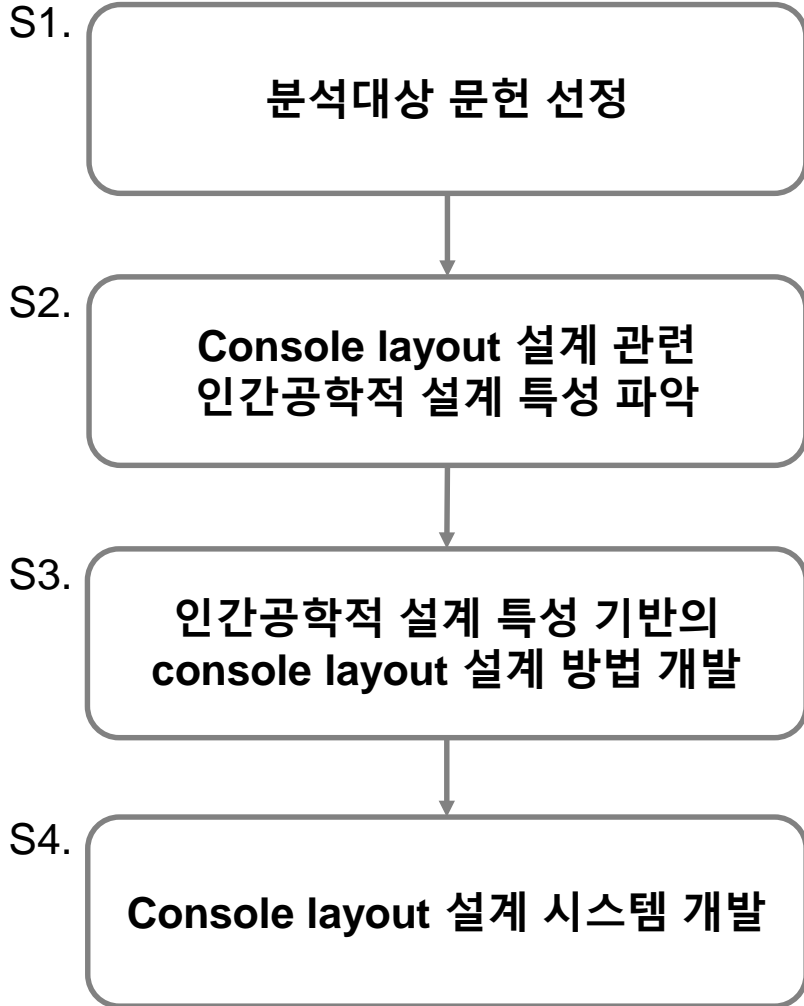 S1.
분석대상 문헌 선정
S2.
Console layout 설계 관련
인간공학적 설계 특성 파악
S3.
인간공학적 설계 특성 기반의
console layout 설계 방법 개발
S4.
Console layout 설계 시스템 개발